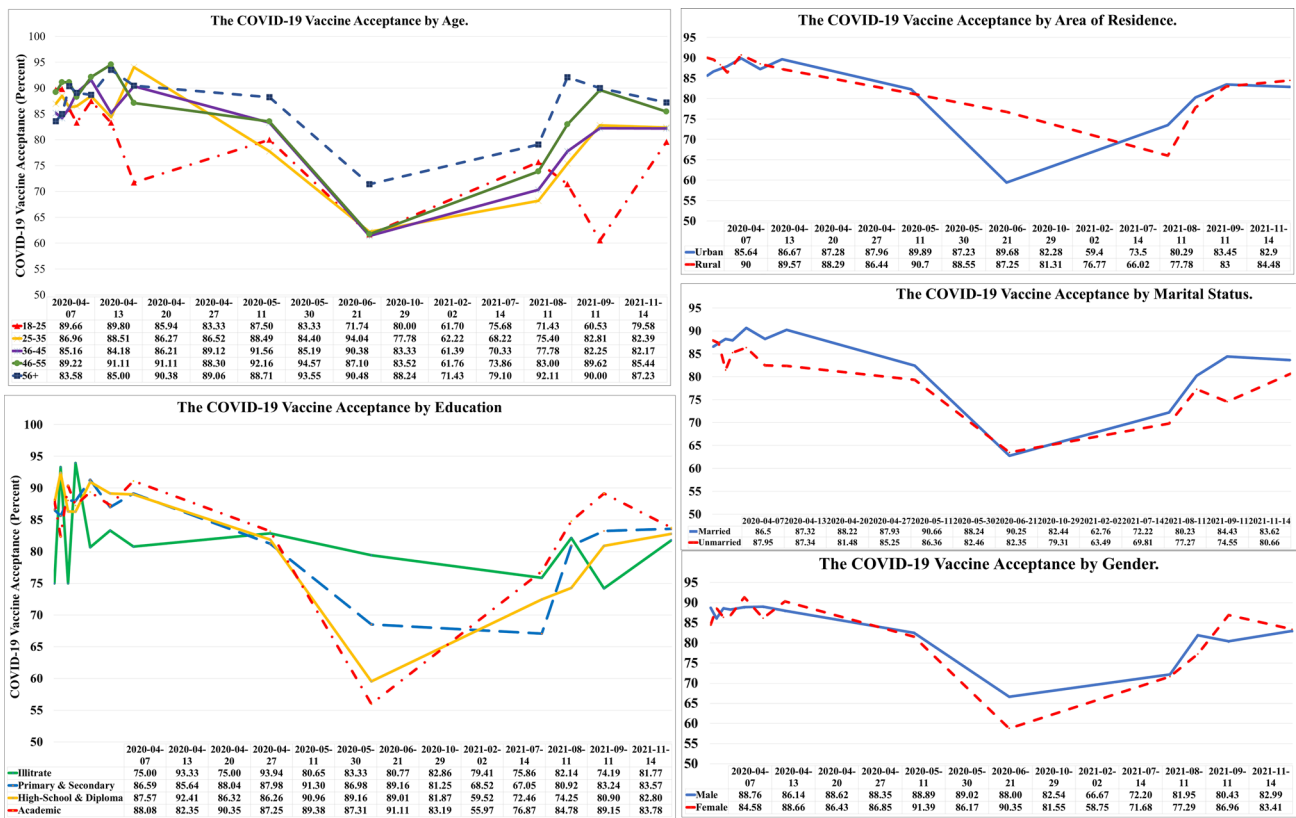 The COVID-19 Vaccine Acceptance by Age.
COVID-19 Vaccine Acceptance (Percent)
100
95
90
85
80
75
70
65
60
55
50
2020-04- 2020-04- 2020-04- 2020-04- 2020-05- 2020-05- 2020-06- 2020-10- 2021-02- 2021-07- 2021-08- 2021-09- 2021-11-
07 13 20 27 11 30 21 29 02 14 11 11 14
18-25 89.66 89.80 85.94 83.33 87.50 83.33 71.74 80.00 61.70 75.68 71.43 60.53 79.58
25-35 86.96 88.51 86.27 86.52 88.49 84.40 94.04 77.78 62.22 68.22 75.40 82.81 82.39
36-45 85.16 84.18 86.21 89.12 91.56 85.19 90.38 83.33 61.39 70.33 77.78 82.25 82.17
46-55 89.22 91.11 91.11 88.30 92.16 94.57 87.10 83.52 61.76 73.86 83.00 89.62 85.44
56+ 83.58 85.00 90.38 89.06 88.71 93.55 90.48 88.24 71.43 79.10 92.11 90.00 87.23
The COVID-19 Vaccine Acceptance by Education
COVID-19 Vaccine Acceptance (Percent)
100
95
90
85
80
75
70
65
60
55
50
2020-04- 2020-04- 2020-04- 2020-04- 2020-05- 2020-05- 2020-06- 2020-10- 2021-02- 2021-07- 2021-08- 2021-09- 2021-11-
07 13 20 27 11 30 21 29 02 14 11 11 14
Illitrate 75.00 93.33 75.00 93.94 80.65 83.33 80.77 82.86 79.41 75.86 82.14 74.19 81.77
Primary & Secondary 86.59 85.64 88.04 87.98 91.30 86.98 89.16 81.25 68.52 67.05 80.92 83.24 83.57
High-School & Diploma 87.57 92.41 86.32 86.26 90.96 89.16 89.01 81.87 59.52 72.46 74.25 80.90 82.80
Academic 88.08 82.35 90.35 87.25 89.38 87.31 91.11 83.19 55.97 76.87 84.78 89.15 83.78
The COVID-19 Vaccine Acceptance by Area of Residence.
95
90
85
80
75
70
65
60
55
50
2020-04- 2020-04- 2020-04- 2020-04- 2020-05- 2020-05- 2020-06- 2020-10- 2021-02- 2021-07- 2021-08- 2021-09- 2021-11-
07 13 20 27 11 30 21 29 02 14 11 11 14
Urban 85.64 86.67 87.28 87.96 89.89 87.23 89.68 82.28 59.4 73.5 80.29 83.45 82.9
Rural 90 89.57 88.29 86.44 90.7 88.55 87.25 81.31 76.77 66.02 77.78 83 84.48
The COVID-19 Vaccine Acceptance by Marital Status.
95
90
85
80
75
70
65
60
55
50
2020-04-07 2020-04-13 2020-04-20 2020-04-27 2020-05-11 2020-05-30 2020-06-21 2020-10-29 2021-02-02 2021-07-14 2021-08-11 2021-09-11 2021-11-14
Married 86.5 87.32 88.22 87.93 90.66 88.24 90.25 82.44 62.76 72.22 80.23 84.43 83.62
Unmarried 87.95 87.34 81.48 85.25 86.36 82.46 82.35 79.31 63.49 69.81 77.27 74.55 80.66
The COVID-19 Vaccine Acceptance by Gender.
95
90
85
80
75
70
65
60
55
50
2020-04- 2020-04- 2020-04- 2020-04- 2020-05- 2020-05- 2020-06- 2020-10- 2021-02- 2021-07- 2021-08- 2021-09- 2021-11-
07 13 20 27 11 30 21 29 02 14 11 11 14
Male 88.76 86.14 88.62 88.35 88.89 89.02 88.00 82.54 66.67 72.20 81.95 80.43 82.99
Female 84.58 88.66 86.43 86.85 91.39 86.17 90.35 81.55 58.75 71.68 77.29 86.96 83.41